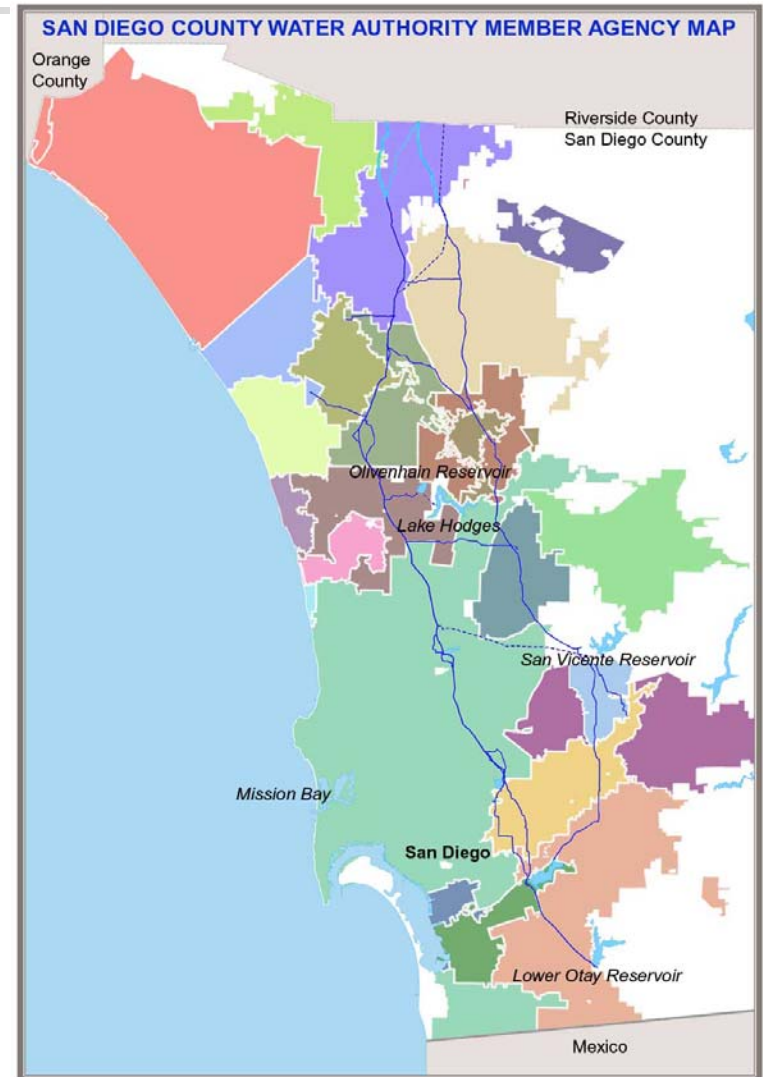 SAN DIEGO COUNTY WATER AUTHORITY MEMBER AGENCY MAP
Orange
County
Riverside County
San Diego County
Olivenhain Reservoir
Lake Hodges
San Vicente Reservoir
Mission Bay
San Diego
Lower Otay Reservoir
Mexico